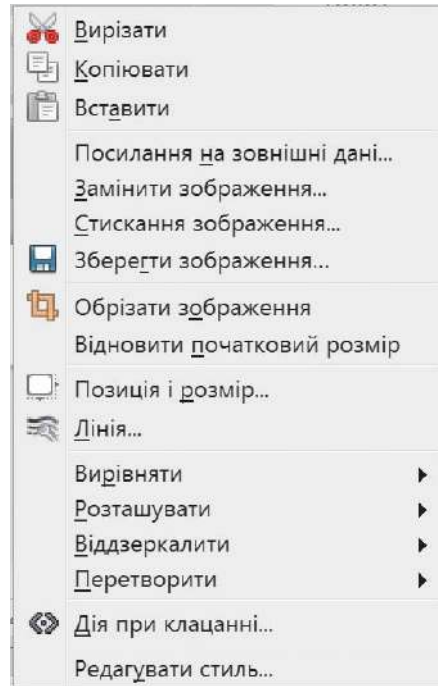 Вирізати
Копіювати
Вставити
Посилання на зовнішні дані...
Замінити зображення...
Стискання зображення...
Зберегти зображення...
Обрізати зображення
Відновити початковий розмір
Позиція і розмір...
Лінія...
Вирівняти
Розташувати
Віддзеркалити
Перетворити
Дія при клацанні...
Редагувати стиль...